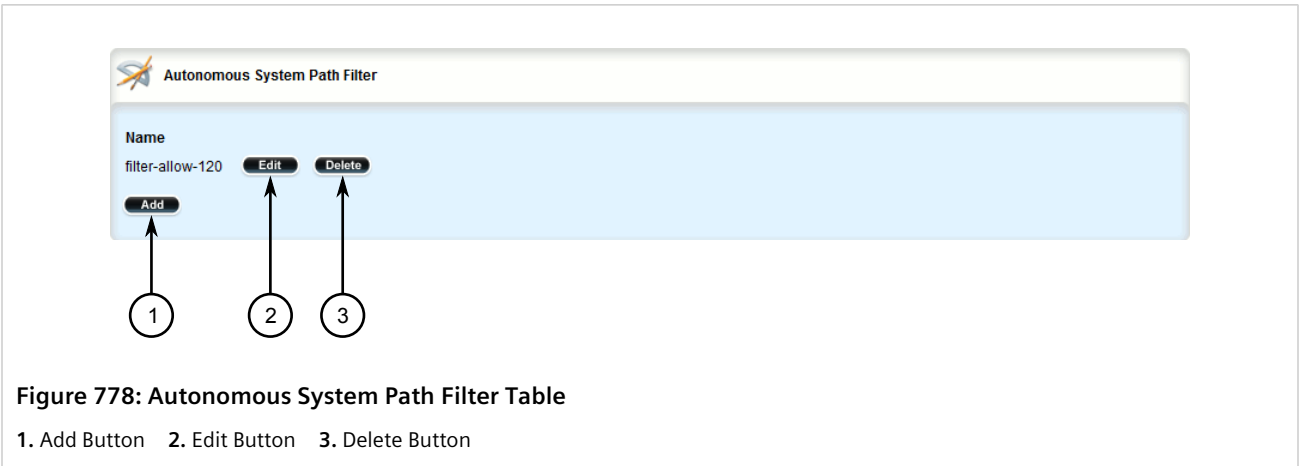 Autonomous System Path Filter
Name
filter-allow-120 Edit Delete
Add
1 2 3
Figure 778: Autonomous System Path Filter Table
1. Add Button 2. Edit Button 3. Delete Button